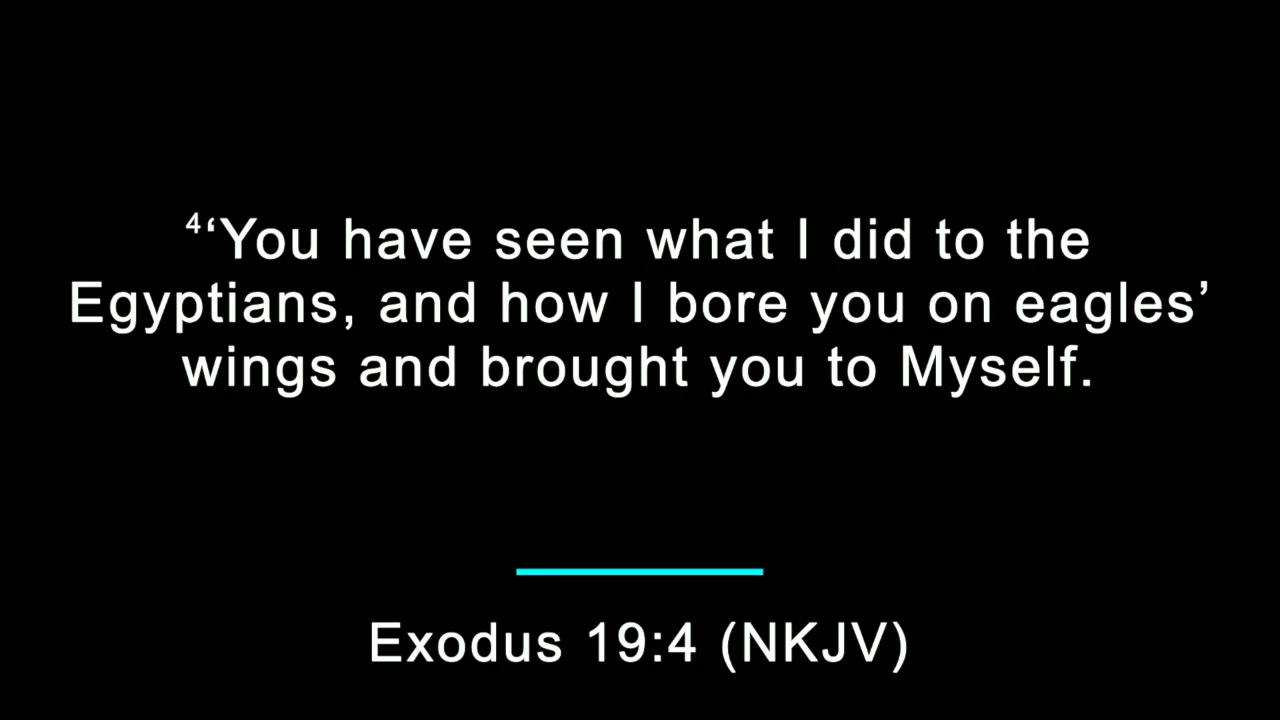 ⁴‘You have seen what I did to the
Egyptians, and how I bore you on eagles’
wings and brought you to Myself.
Exodus 19:4 (NKJV)